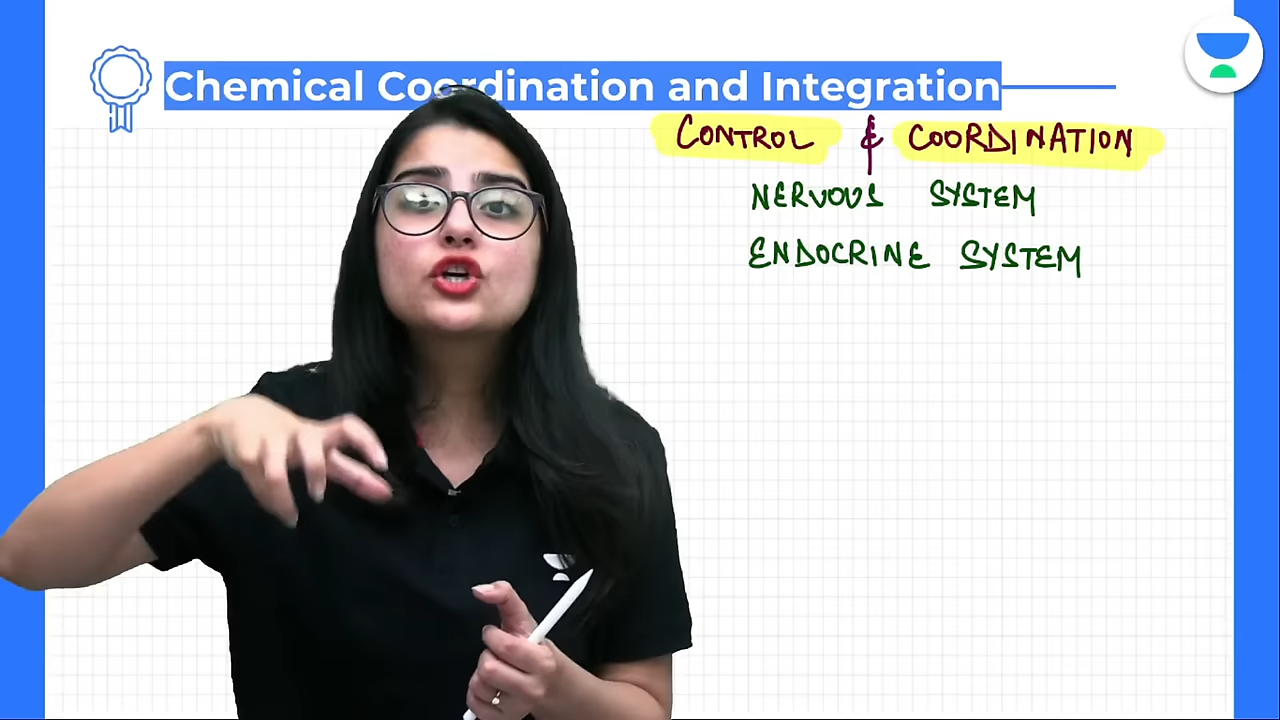 Chemical Coordination and Integration
CONTROL & COORDINATION
NERVOUS SYSTEM
ENDOCRINE SYSTEM